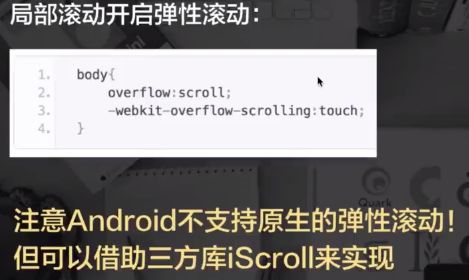 局部滚动开启弹性滚动：
1. body{
2. overflow:scroll;
3. -webkit-overflow-scrolling:touch;
4. }
Quark
注意Android不支持原生的弹性滚动！
但可以借助三方库iScroll来实现